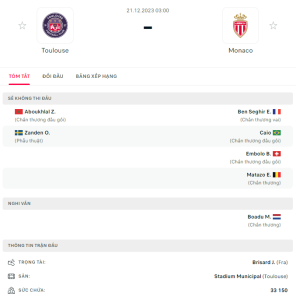 21.12.2023 03:00
Toulouse
Monaco
TÓM TẮT
ĐỐI ĐẦU
BẢNG XẾP HẠNG
SẼ KHÔNG THI ĐẤU
Aboukhlal Z.
(Chấn thương đầu gối)
Ben Seghir E.
(Chấn thương vai)
Zanden O.
(Phẫu thuật)
Caio
(Chấn thương đầu gối)
Embolo B.
(Chấn thương đầu gối)
Matazo E.
(Chấn thương)
NGHI VẤN
Boadu M.
(Chấn thương)
THÔNG TIN TRẬN ĐẤU
TRỌNG TÀI: Brisard J. (Fra)
SÂN: Stadium Municipal (Toulouse)
SỨC CHỨA: 33 150